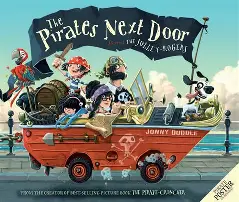 The Pirates Next Door
THE JOLLEY-ROGERS
JONNY DUDDLE
FROM THE CREATOR OF BEST-SELLING PICTURE BOOK THE PIRATE-CRUNCHER
POSTER